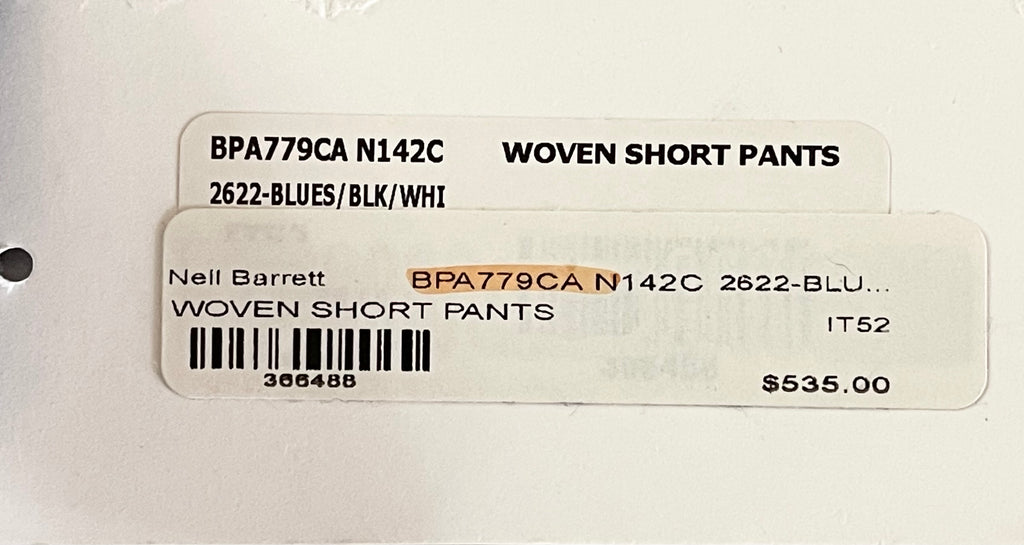 BPA779CA N142C WOVEN SHORT PANTS
2622-BLUES/BLK/WHI
Neil Barrett BPA779CA N142C 2622-BLU...
WOVEN SHORT PANTS
IT52
366488
$535.00